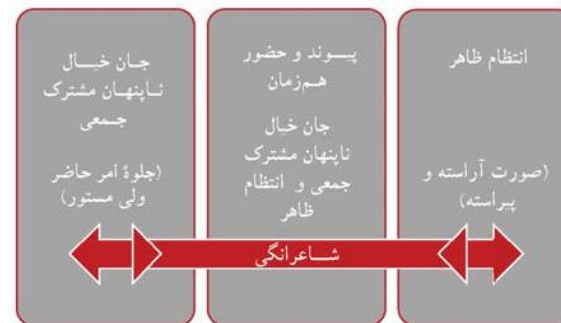 انتظام ظاهر
(صورت آراسته و
پیراسته)
پیوند و حضور
هم‌زمان
جان خیال
ناپنهان مشترک
جمعی و انتظام
ظاهر
جان خیال
ناپنهان مشترک
جمعی
(جلوهٔ امر حاضر
ولی مستور)
شاعرانگی